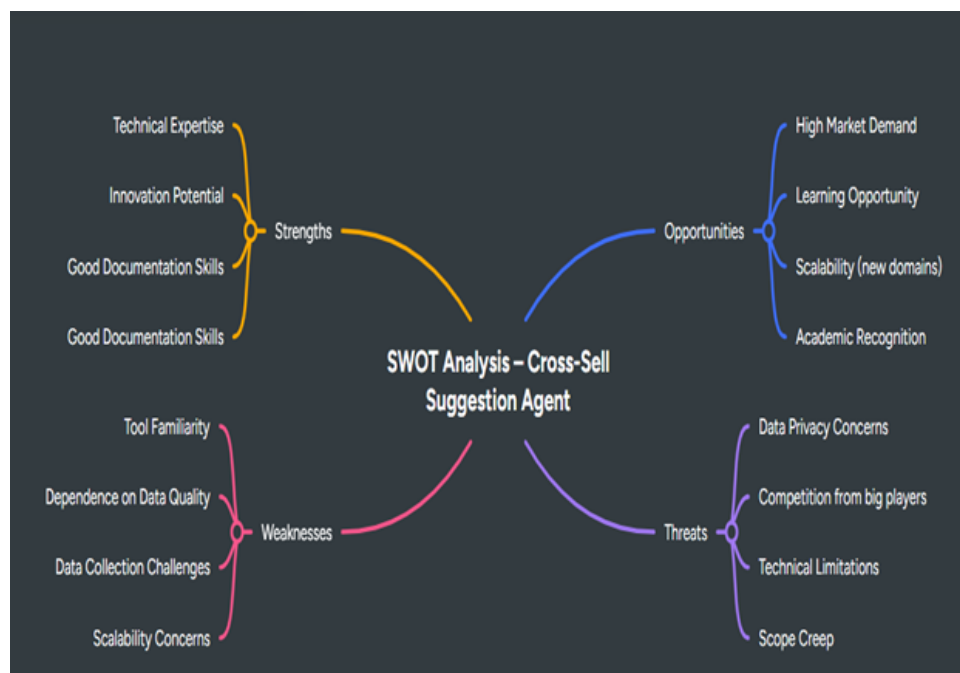 Technical Expertise
Innovation Potential
Good Documentation Skills
Good Documentation Skills
Strengths
High Market Demand
Learning Opportunity
Scalability (new domains)
Academic Recognition
Opportunities
SWOT Analysis – Cross-Sell
Suggestion Agent
Tool Familiarity
Dependence on Data Quality
Data Collection Challenges
Scalability Concerns
Weaknesses
Data Privacy Concerns
Competition from big players
Technical Limitations
Scope Creep
Threats